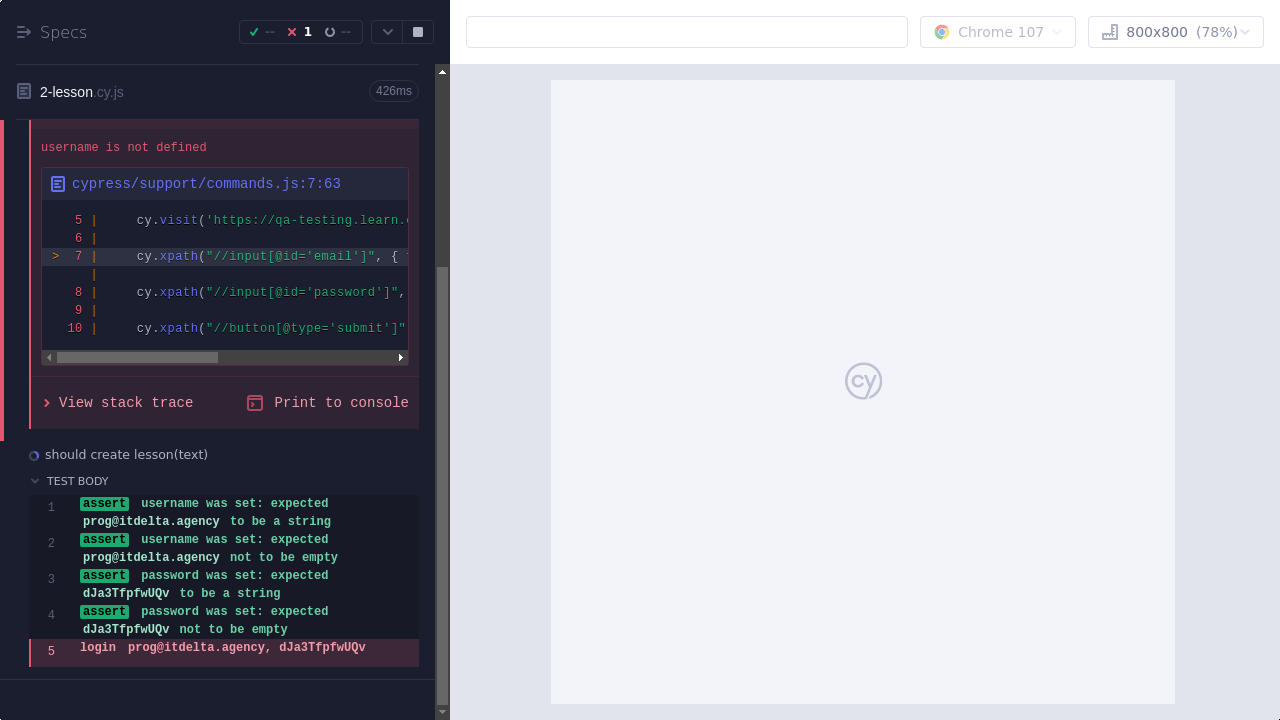 Specs
-- 1 --
Chrome 107
800x800 (78%)
2-lesson.cy.js
426ms
username is not defined
cypress/support/commands.js:7:63
5 | cy.visit('https://qa-testing.learn.
6 |
> 7 | cy.xpath("//input[@id='email']", {
|
8 | cy.xpath("//input[@id='password']",
9 |
10 | cy.xpath("//button[@type='submit']"
View stack trace
Print to console
should create lesson(text)
TEST BODY
1 assert username was set: expected
prog@itdelta.agency to be a string
2 assert username was set: expected
prog@itdelta.agency not to be empty
3 assert password was set: expected
dJa3TfpfwUQv to be a string
4 assert password was set: expected
dJa3TfpfwUQv not to be empty
5 login prog@itdelta.agency, dJa3TfpfwUQv
cy